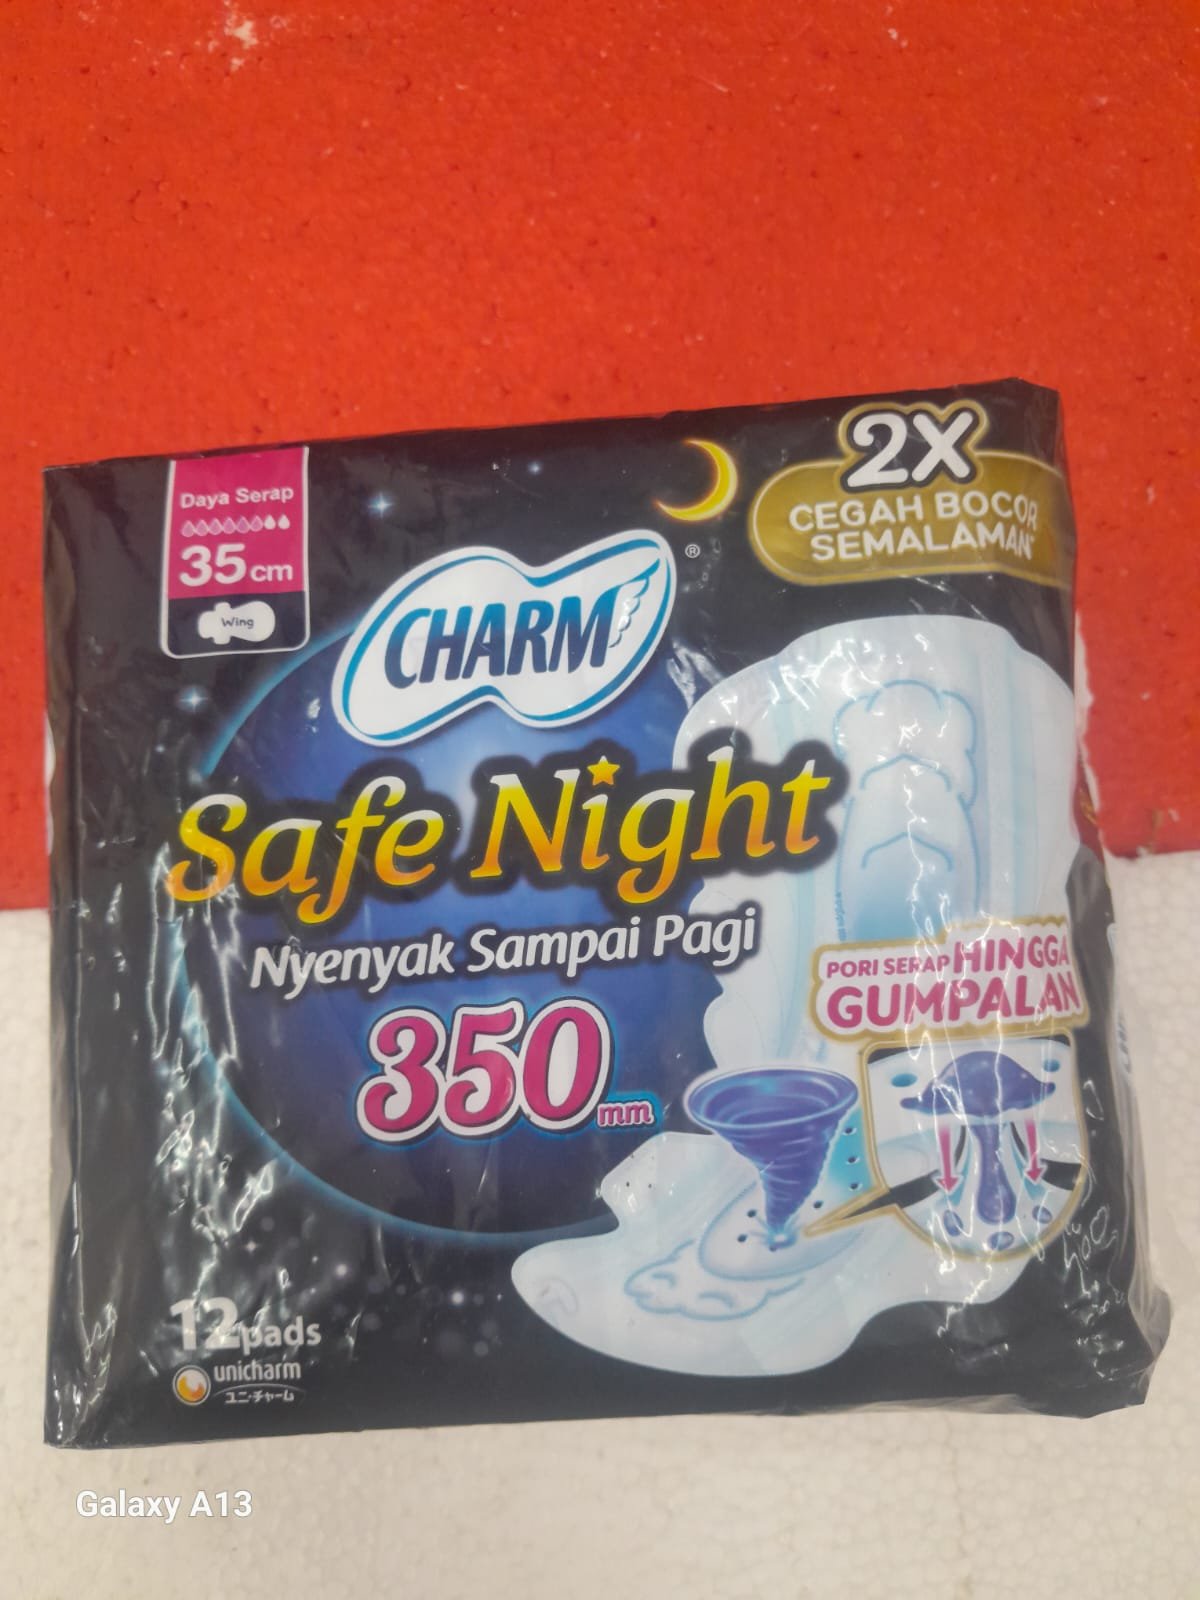 2X
CEGAH BOCOR
SEMALAMAN
Daya Serap
35 cm
Wing
CHARM
®
Safe Night
Nyenyak Sampai Pagi
350 mm
PORI SERAP HINGGA
GUMPALAN
12 pads
unicharm
ユニ・チャーム
Galaxy A13